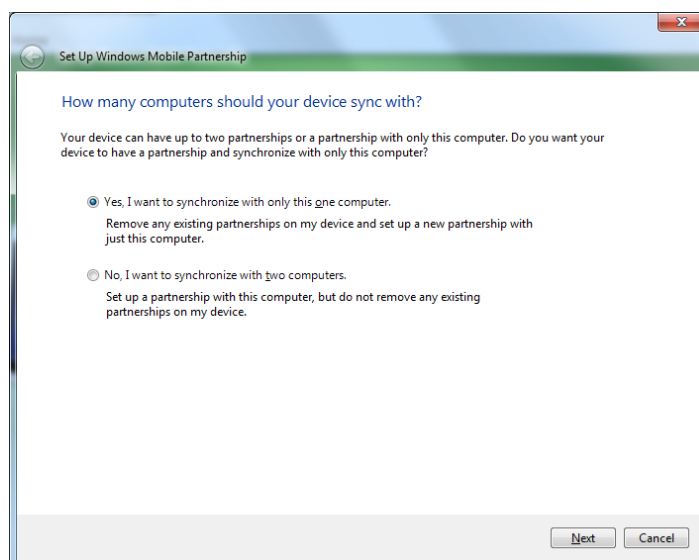 Set Up Windows Mobile Partnership
How many computers should your device sync with?
Your device can have up to two partnerships or a partnership with only this computer. Do you want your
device to have a partnership and synchronize with only this computer?
Yes, I want to synchronize with only this one computer.
Remove any existing partnerships on my device and set up a new partnership with
just this computer.
No, I want to synchronize with two computers.
Set up a partnership with this computer, but do not remove any existing
partnerships on my device.
Next Cancel